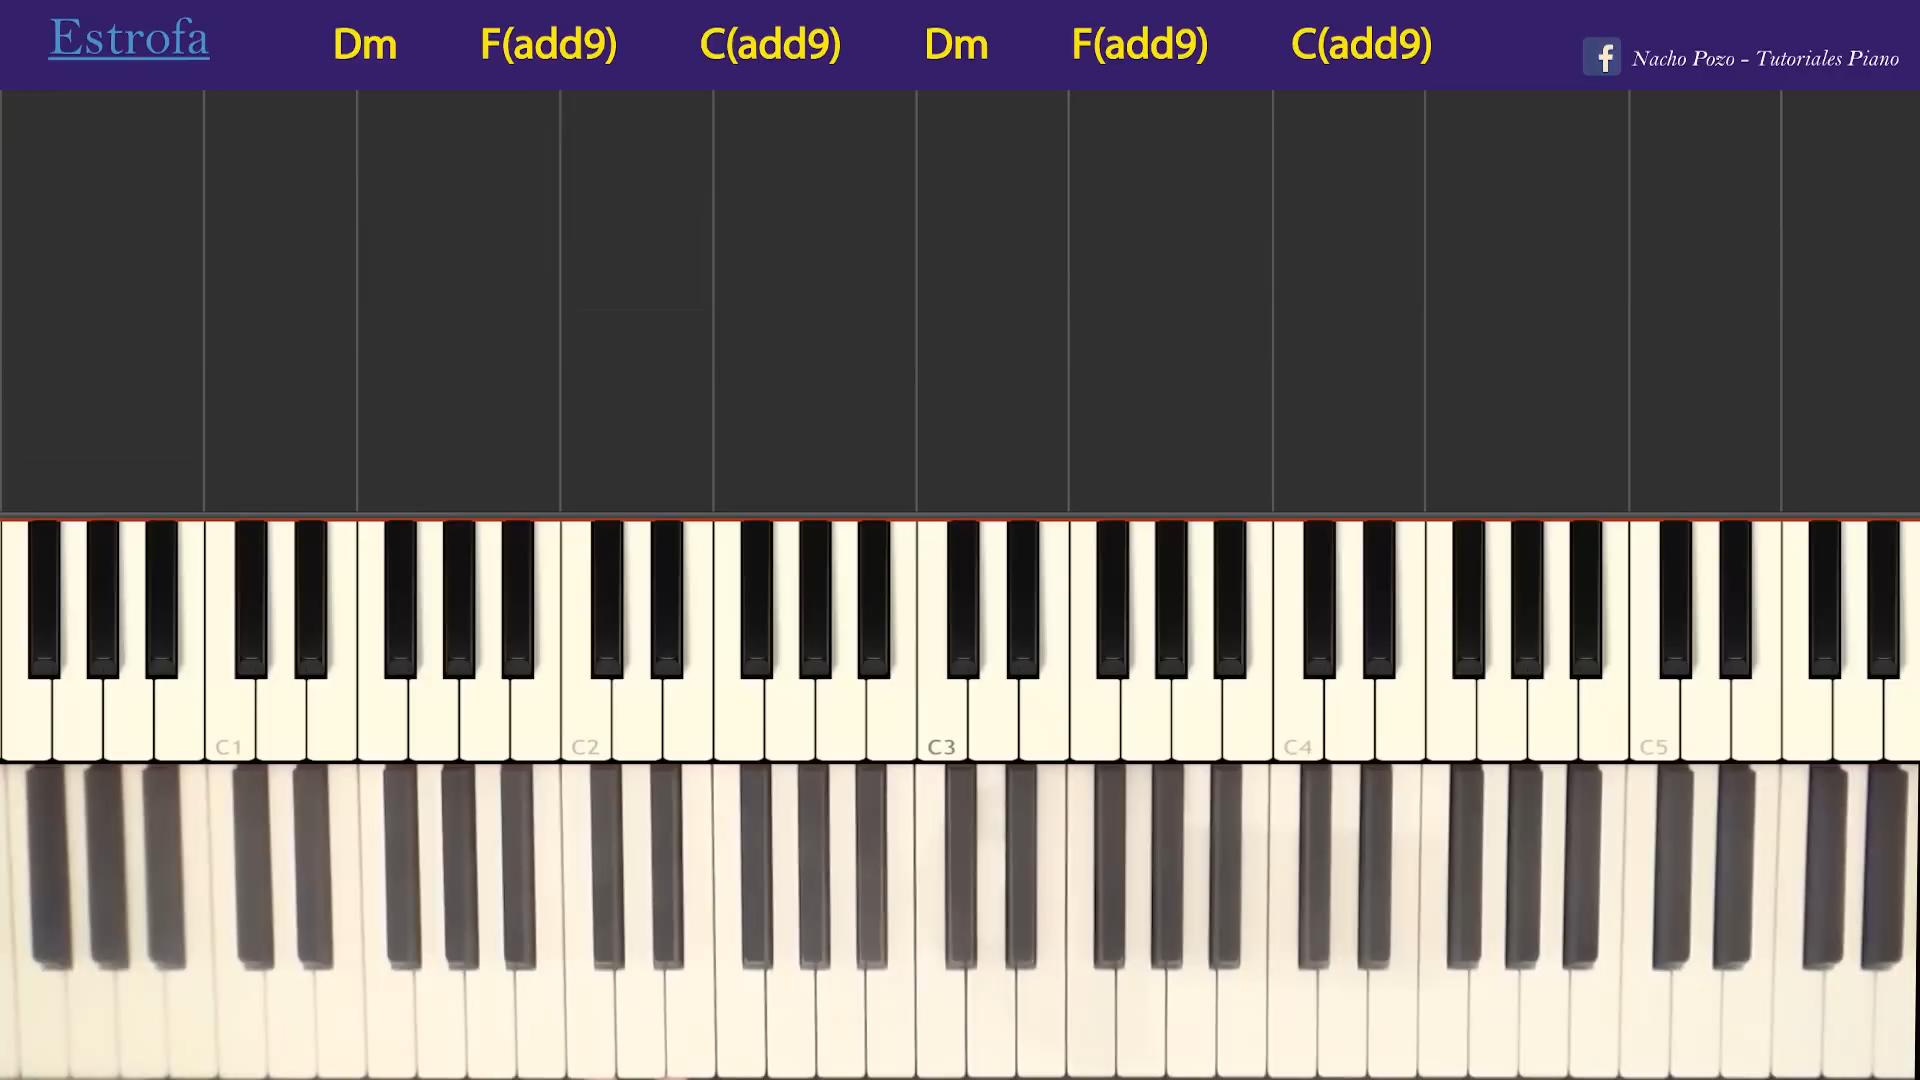 Estrofa Dm F(add9) C(add9) Dm F(add9) C(add9)
f Nacho Pozo - Tutoriales Piano
C1 C2 C3 C4 C5